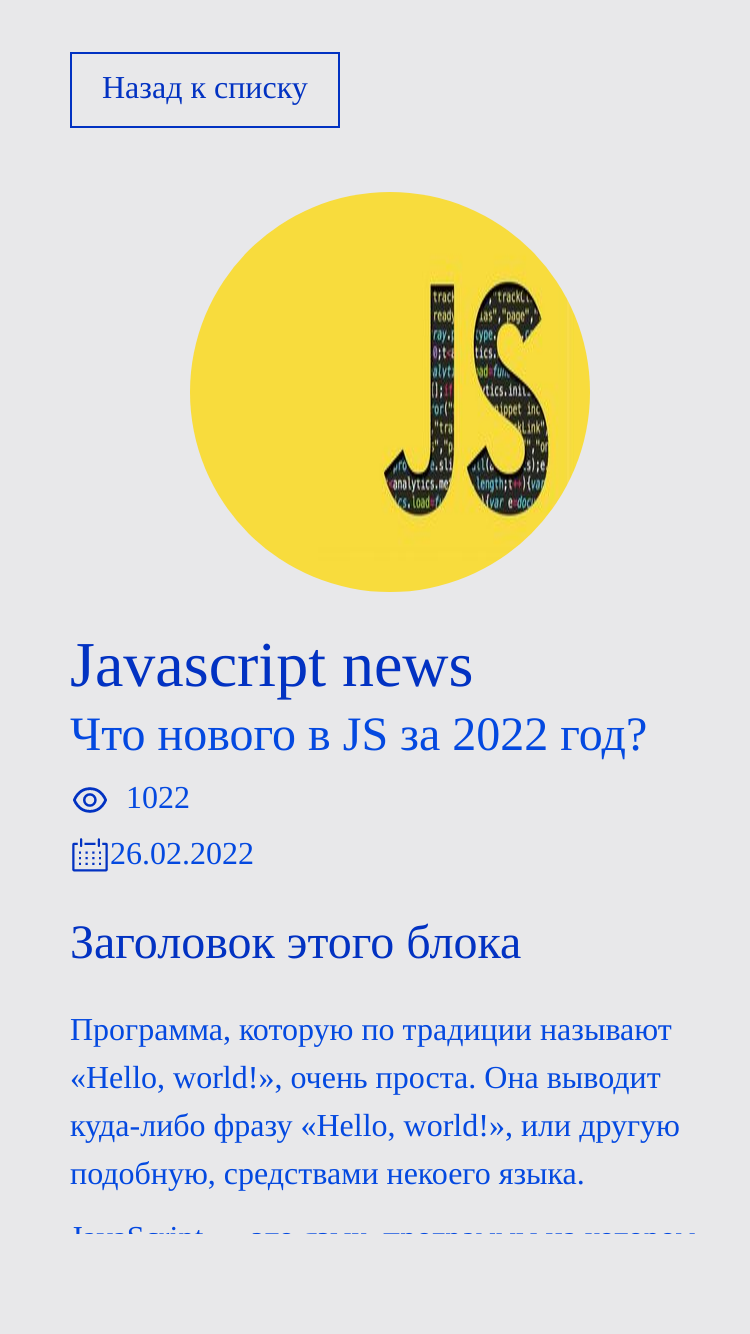 Назад к списку
JS
Javascript news
Что нового в JS за 2022 год?
1022
26.02.2022
Заголовок этого блока
Программа, которую по традиции называют
«Hello, world!», очень проста. Она выводит
куда-либо фразу «Hello, world!», или другую
подобную, средствами некоего языка.